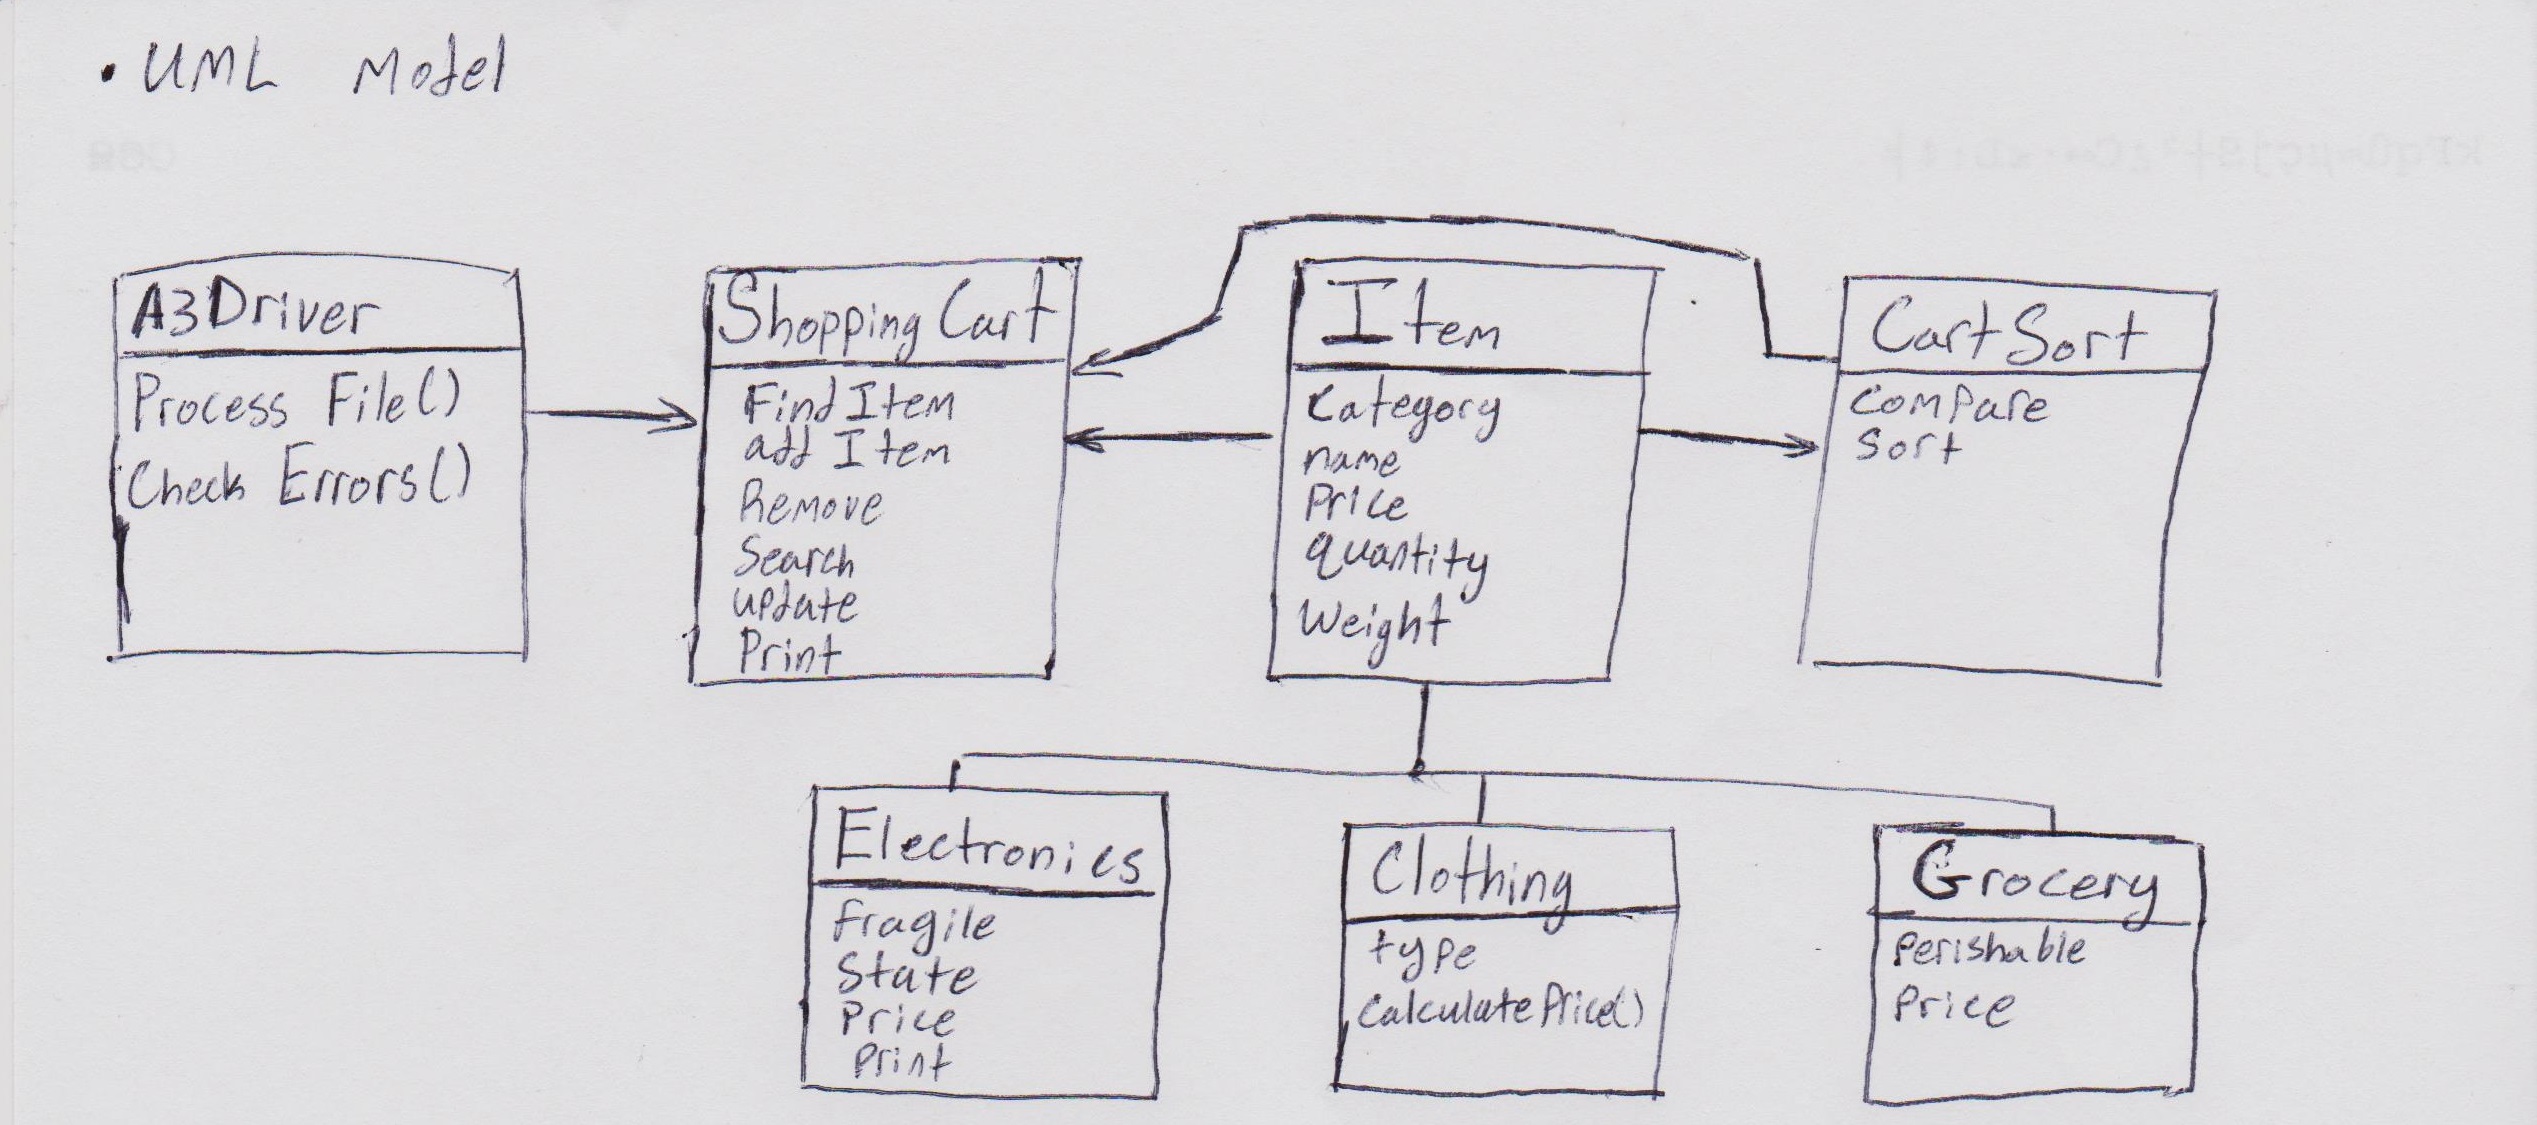 • UML Model
A3Driver
Process File()
Check Errors()
Shopping Cart
Find Item
add Item
Remove
Search
update
Print
Item
Category
name
Price
quantity
Weight
Cart Sort
Compare
Sort
Electronics
Fragile
State
Price
Print
Clothing
type
Calculate Price()
Grocery
Perishable
Price